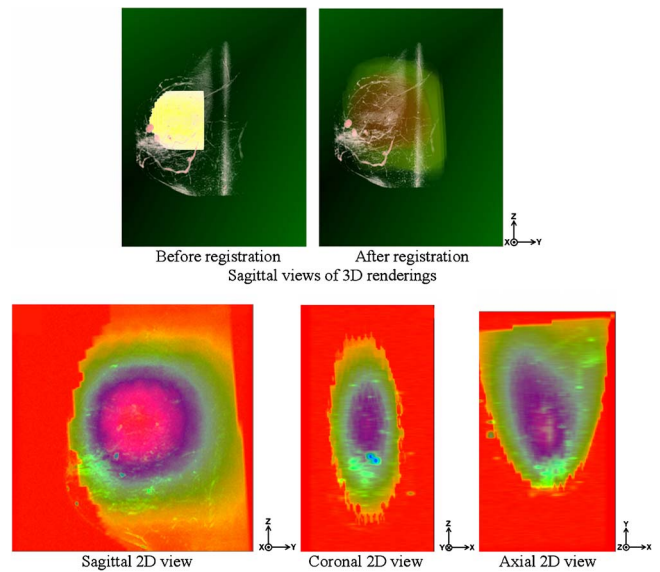 Z
X Y
Before registration After registration
Sagittal views of 3D renderings
Z Z Y
X Y Y X Z X
Sagittal 2D view Coronal 2D view Axial 2D view